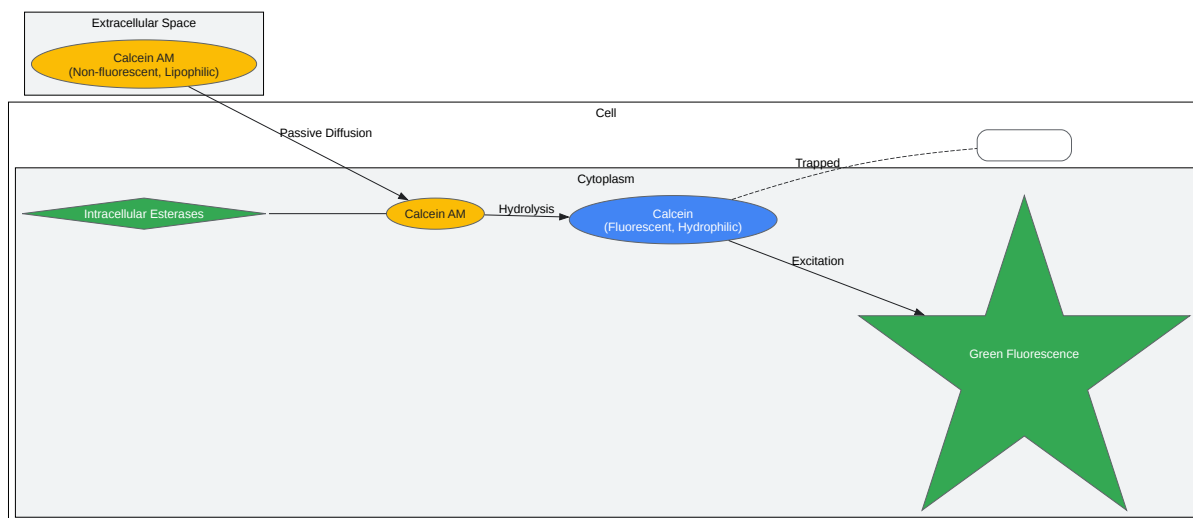 Extracellular Space
Calcein AM
(Non-fluorescent, Lipophilic)
Cell
Passive Diffusion
Trapped
Cytoplasm
Intracellular Esterases
Calcein AM
Hydrolysis
Calcein
(Fluorescent, Hydrophilic)
Excitation
Green Fluorescence